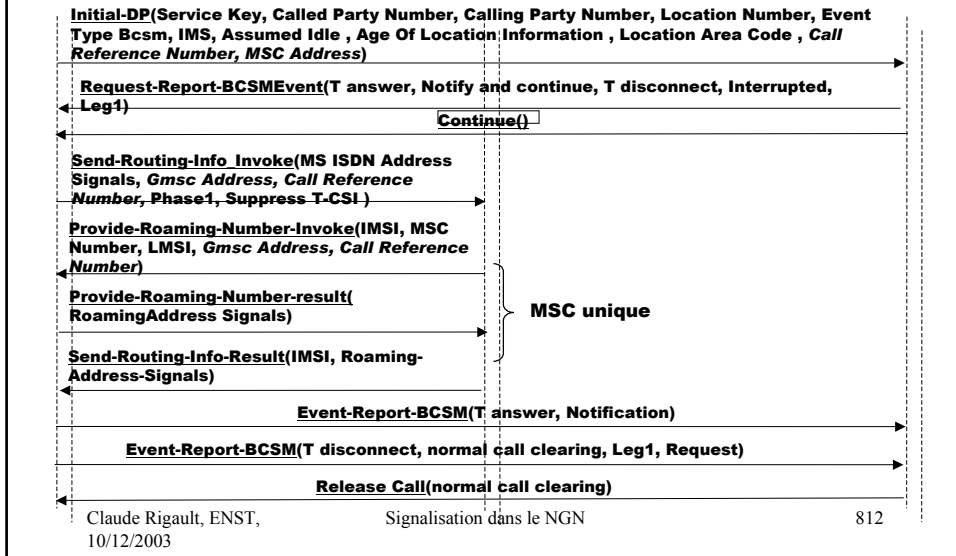 Initial-DP(Service Key, Called Party Number, Calling Party Number, Location Number, Event
Type Bcsm, IMS, Assumed Idle , Age Of Location Information , Location Area Code , Call
Reference Number, MSC Address)
Request-Report-BCSMEvent(T answer, Notify and continue, T disconnect, Interrupted,
Leg1)
Continue()
Send-Routing-Info_Invoke(MS ISDN Address
Signals, Gmsc Address, Call Reference
Number, Phase1, Suppress T-CSI )
Provide-Roaming-Number-Invoke(IMSI, MSC
Number, LMSI, Gmsc Address, Call Reference
Number)
Provide-Roaming-Number-result(
RoamingAddress Signals)
MSC unique
Send-Routing-Info-Result(IMSI, Roaming-
Address-Signals)
Event-Report-BCSM(T answer, Notification)
Event-Report-BCSM(T disconnect, normal call clearing, Leg1, Request)
Release Call(normal call clearing)
Claude Rigault, ENST,
10/12/2003
Signalisation dans le NGN
812